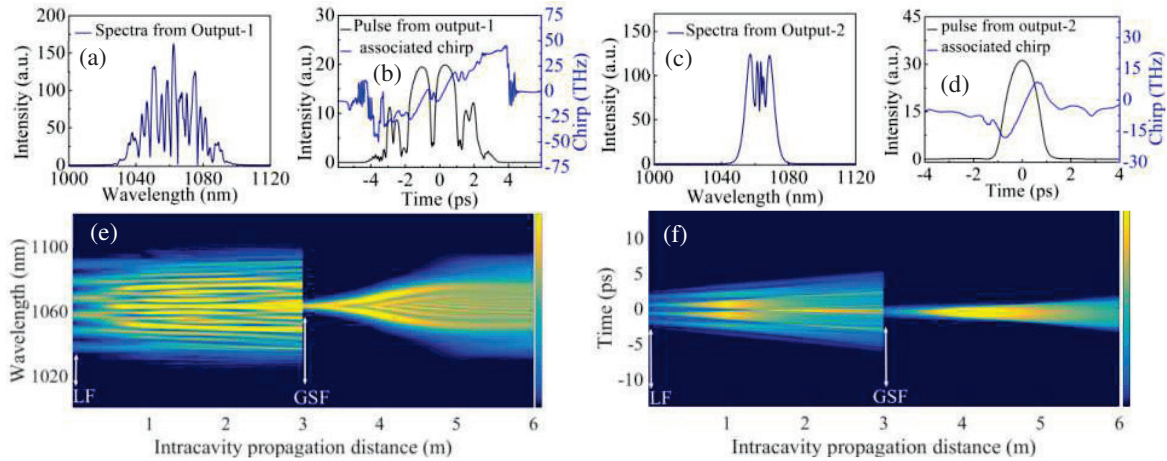 200
150
100
50
0
1000 1040 1080 1120
Intensity (a.u.)
Wavelength (nm)
Spectra from Output-1
(a)
30
20
10
0
-4 -2 0 2 4
75
50
25
0
-25
-50
-75
Intensity (a.u.)
Time (ps)
Chirp (THz)
Pulse from output-1
associated chirp
(b)
150
100
50
0
1000 1040 1080 1120
Intensity (a.u.)
Wavelength (nm)
Spectra from Output-2
(c)
45
30
15
0
-4 -2 0 2 4
30
15
0
-15
-30
Intensity (a.u.)
Time (ps)
Chirp (THz)
pulse from output-2
associated chirp
(d)
(e)
1100
1060
1020
Wavelength (nm)
LF
GSF
1 2 3 4 5 6
Intracavity propagation distance (m)
(f)
10
5
0
-5
-10
Time (ps)
LF
GSF
1 2 3 4 5 6
Intracavity propagation distance (m)